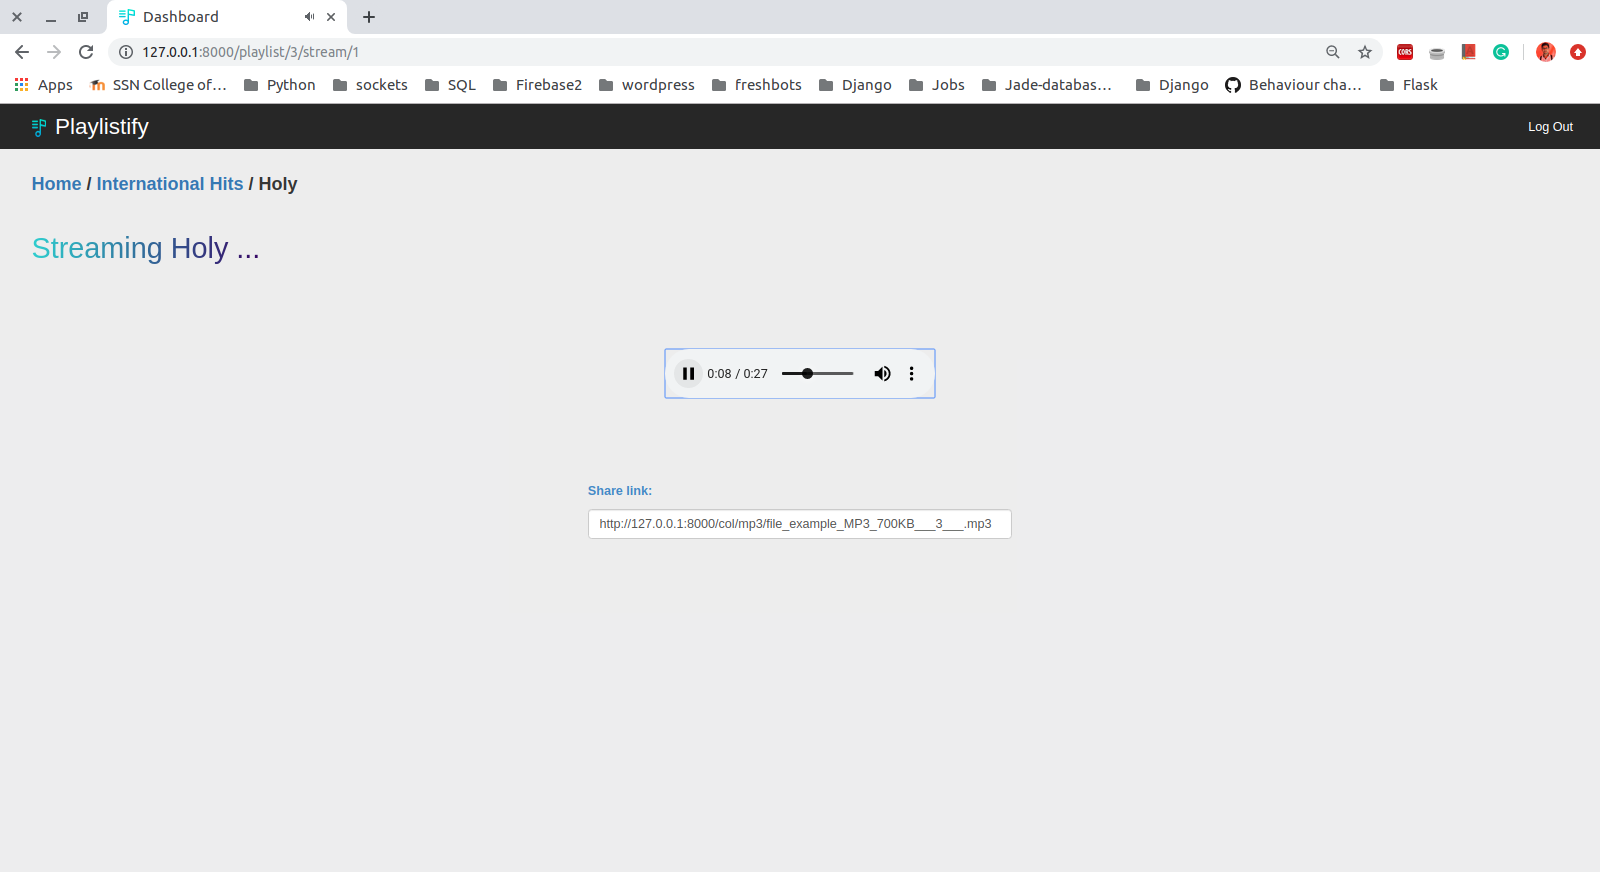 Dashboard
127.0.0.1:8000/playlist/3/stream/1
CORS
Apps SSN College of... Python sockets SQL Firebase2 wordpress freshbots Django Jobs Jade-databas... Django Behaviour cha... Flask
Playlistify Log Out
Home / International Hits / Holy
Streaming Holy ...
0:08 / 0:27
Share link:
http://127.0.0.1:8000/col/mp3/file_example_MP3_700KB___3___.mp3